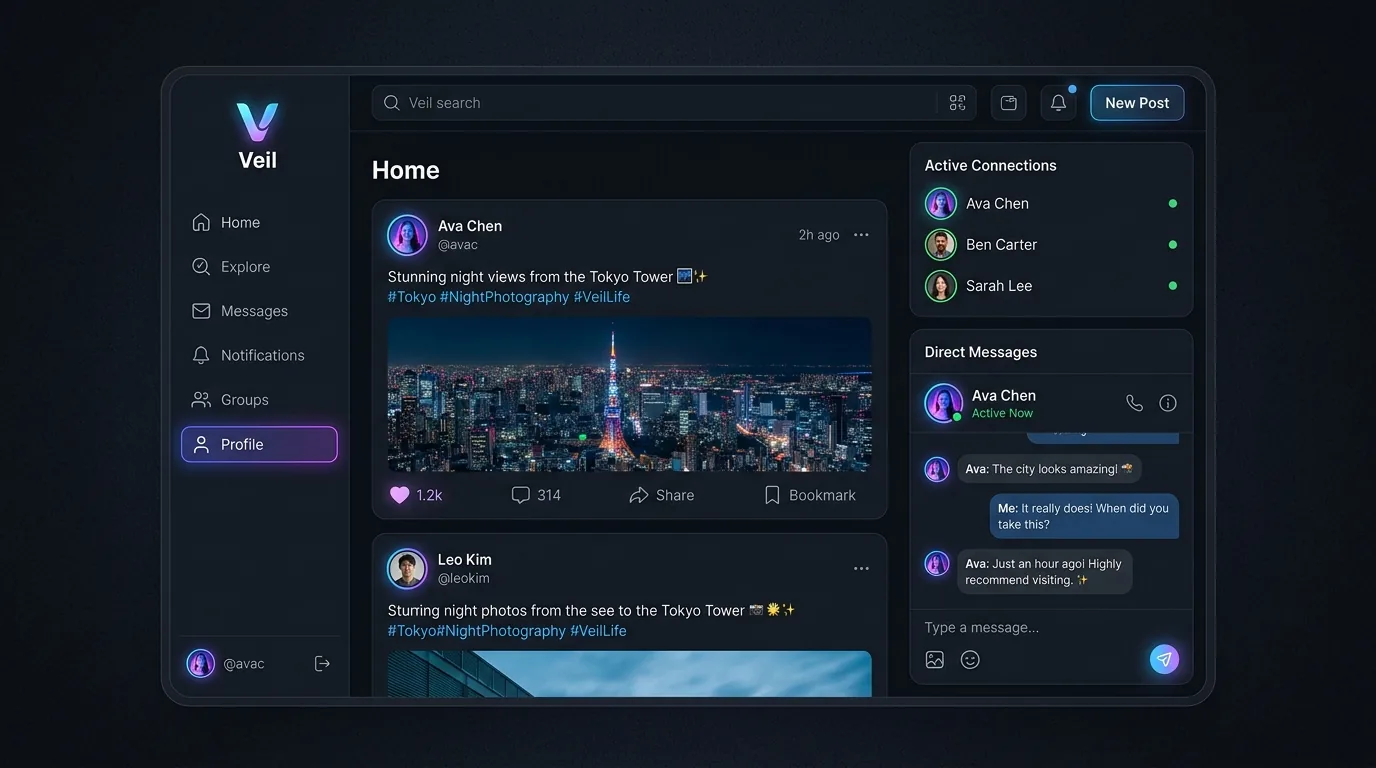 Veil
Home
Explore
Messages
Notifications
Groups
Profile
@avac
Veil search
New Post
Home
Ava Chen
@avac
2h ago
Stunning night views from the Tokyo Tower 🌃✨
#Tokyo #NightPhotography #VeilLife
1.2k
314
Share
Bookmark
Leo Kim
@leokim
Sturring night photos from the see to the Tokyo Tower 📷☀️✨
#Tokyo#NightPhotography #VeilLife
Active Connections
Ava Chen
Ben Carter
Sarah Lee
Direct Messages
Ava Chen
Active Now
Ava: The city looks amazing!
Me: It really does! When did you
take this?
Ava: Just an hour ago! Highly
recommend visiting. ✨
Type a message...